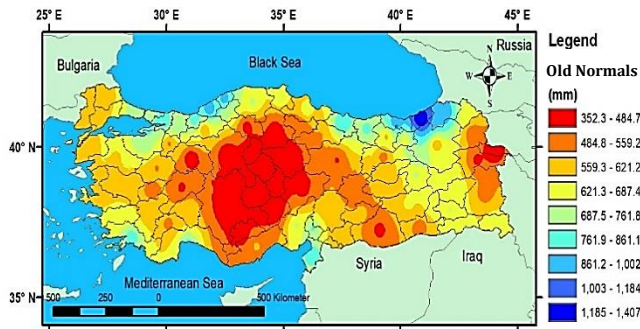 25°E 30°E 35°E 40°E 45°E
Russia
Bulgaria
Black Sea
N
W E
S
40°N
35°N
Mediterranean Sea
Syria
Iraq
500 250 0 500 Kilometer
Legend
Old Normals
(mm)
352.3 - 484.7
484.8 - 559.2
559.3 - 621.2
621.3 - 687.4
687.5 - 761.8
761.9 - 861.1
861.2 - 1,002
1,003 - 1,184
1,185 - 1,407